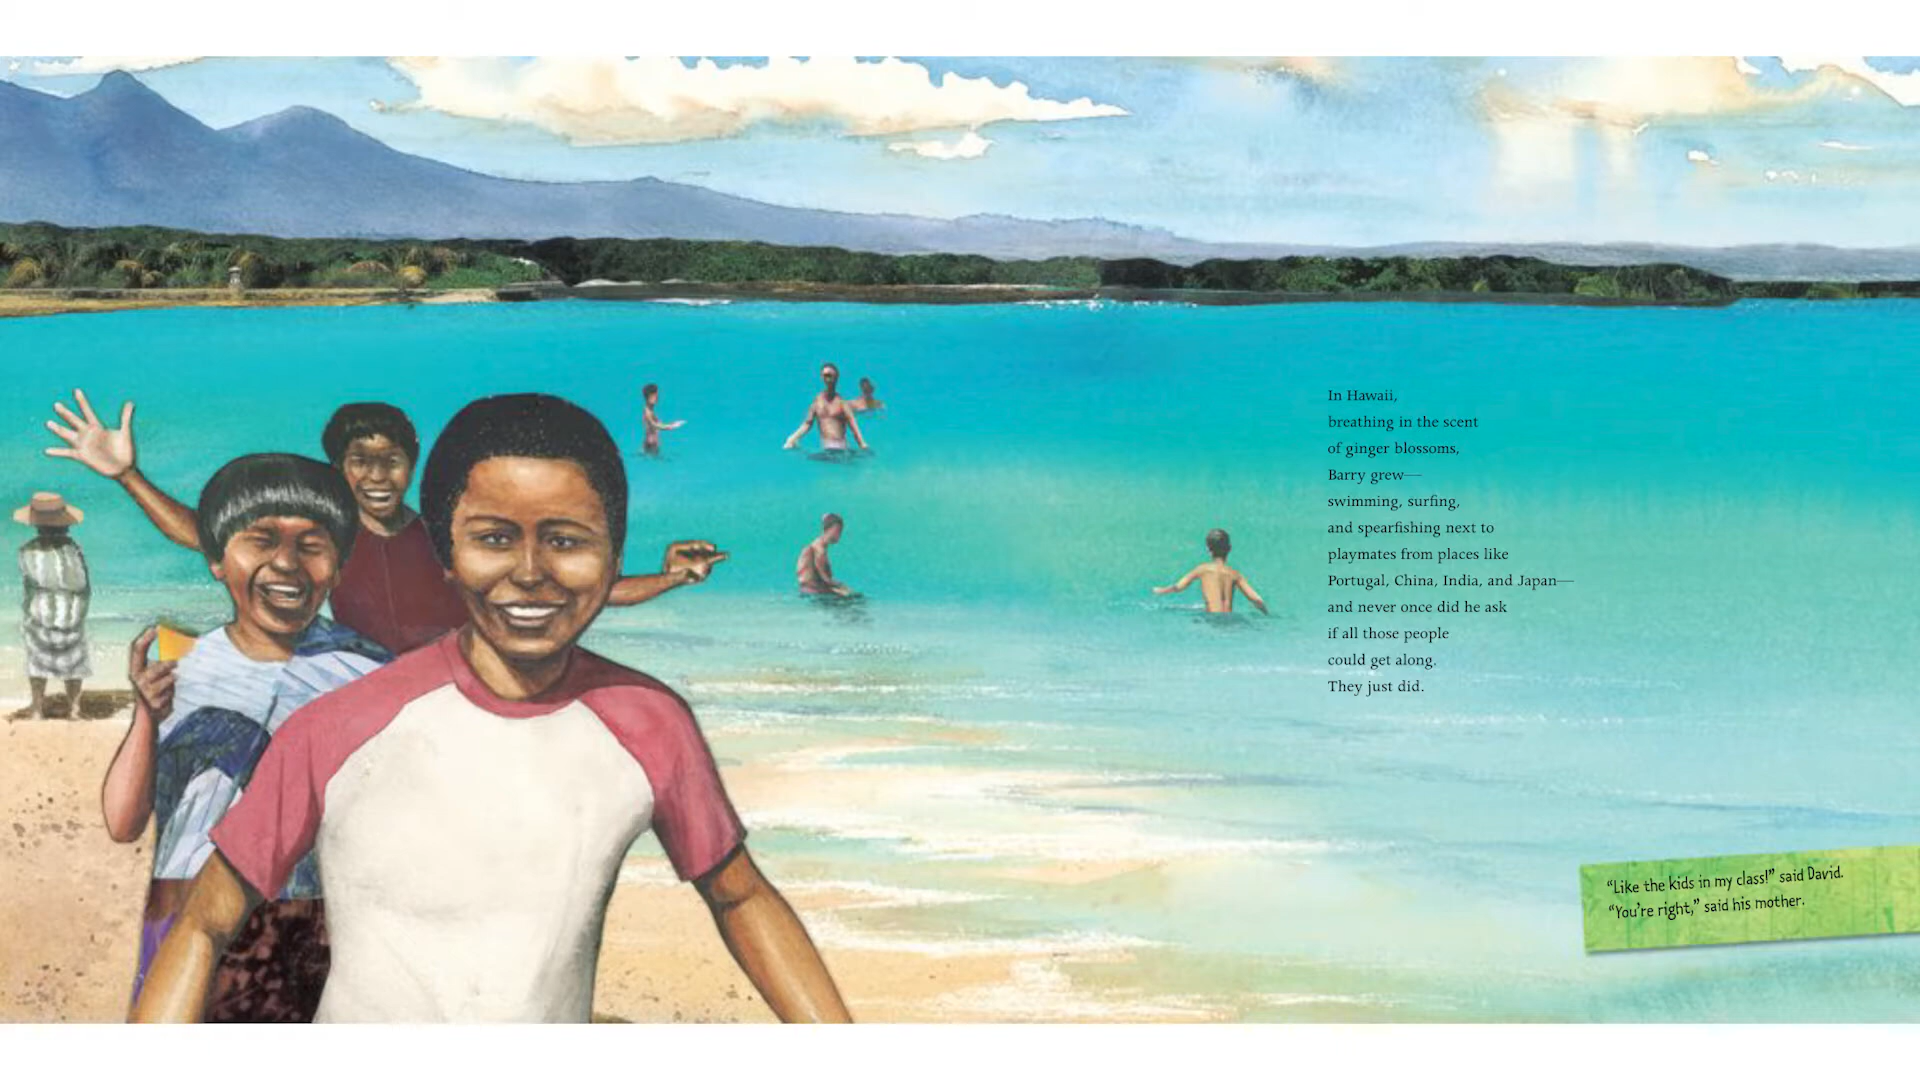 In Hawaii,
breathing in the scent
of ginger blossoms,
Barry grew—
swimming, surfing,
and spearfishing next to
playmates from places like
Portugal, China, India, and Japan—
and never once did he ask
if all those people
could get along.
They just did.
“Like the kids in my class!” said David.
“You’re right,” said his mother.